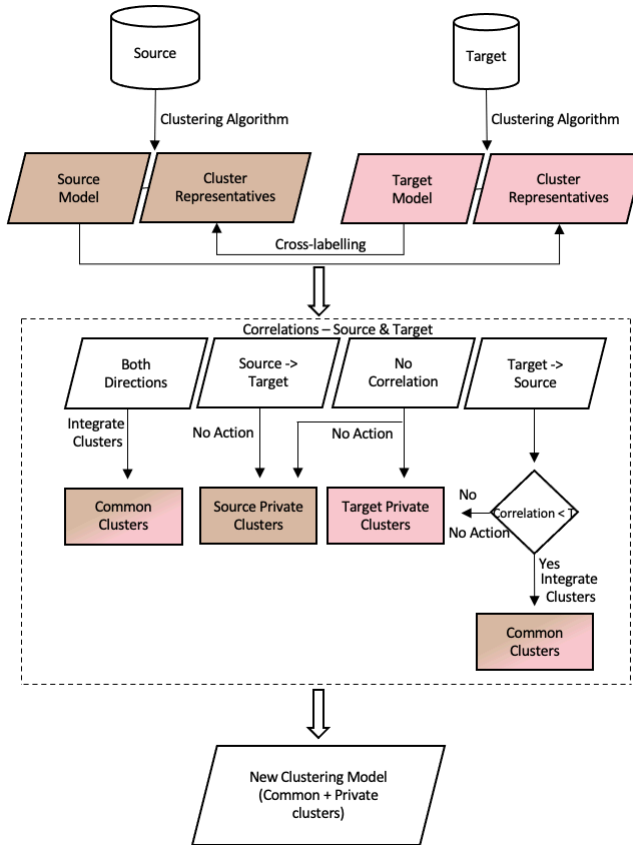 Source
Target
Clustering Algorithm
Clustering Algorithm
Source
Model
Cluster
Representatives
Target
Model
Cluster
Representatives
Cross-labelling
Correlations – Source & Target
Both
Directions
Source ->
Target
No
Correlation
Target ->
Source
Integrate
Clusters
No Action
No Action
Common
Clusters
Source Private
Clusters
Target Private
Clusters
No
No Action
Correlation < T
Yes
Integrate
Clusters
Common
Clusters
New Clustering Model
(Common + Private
clusters)